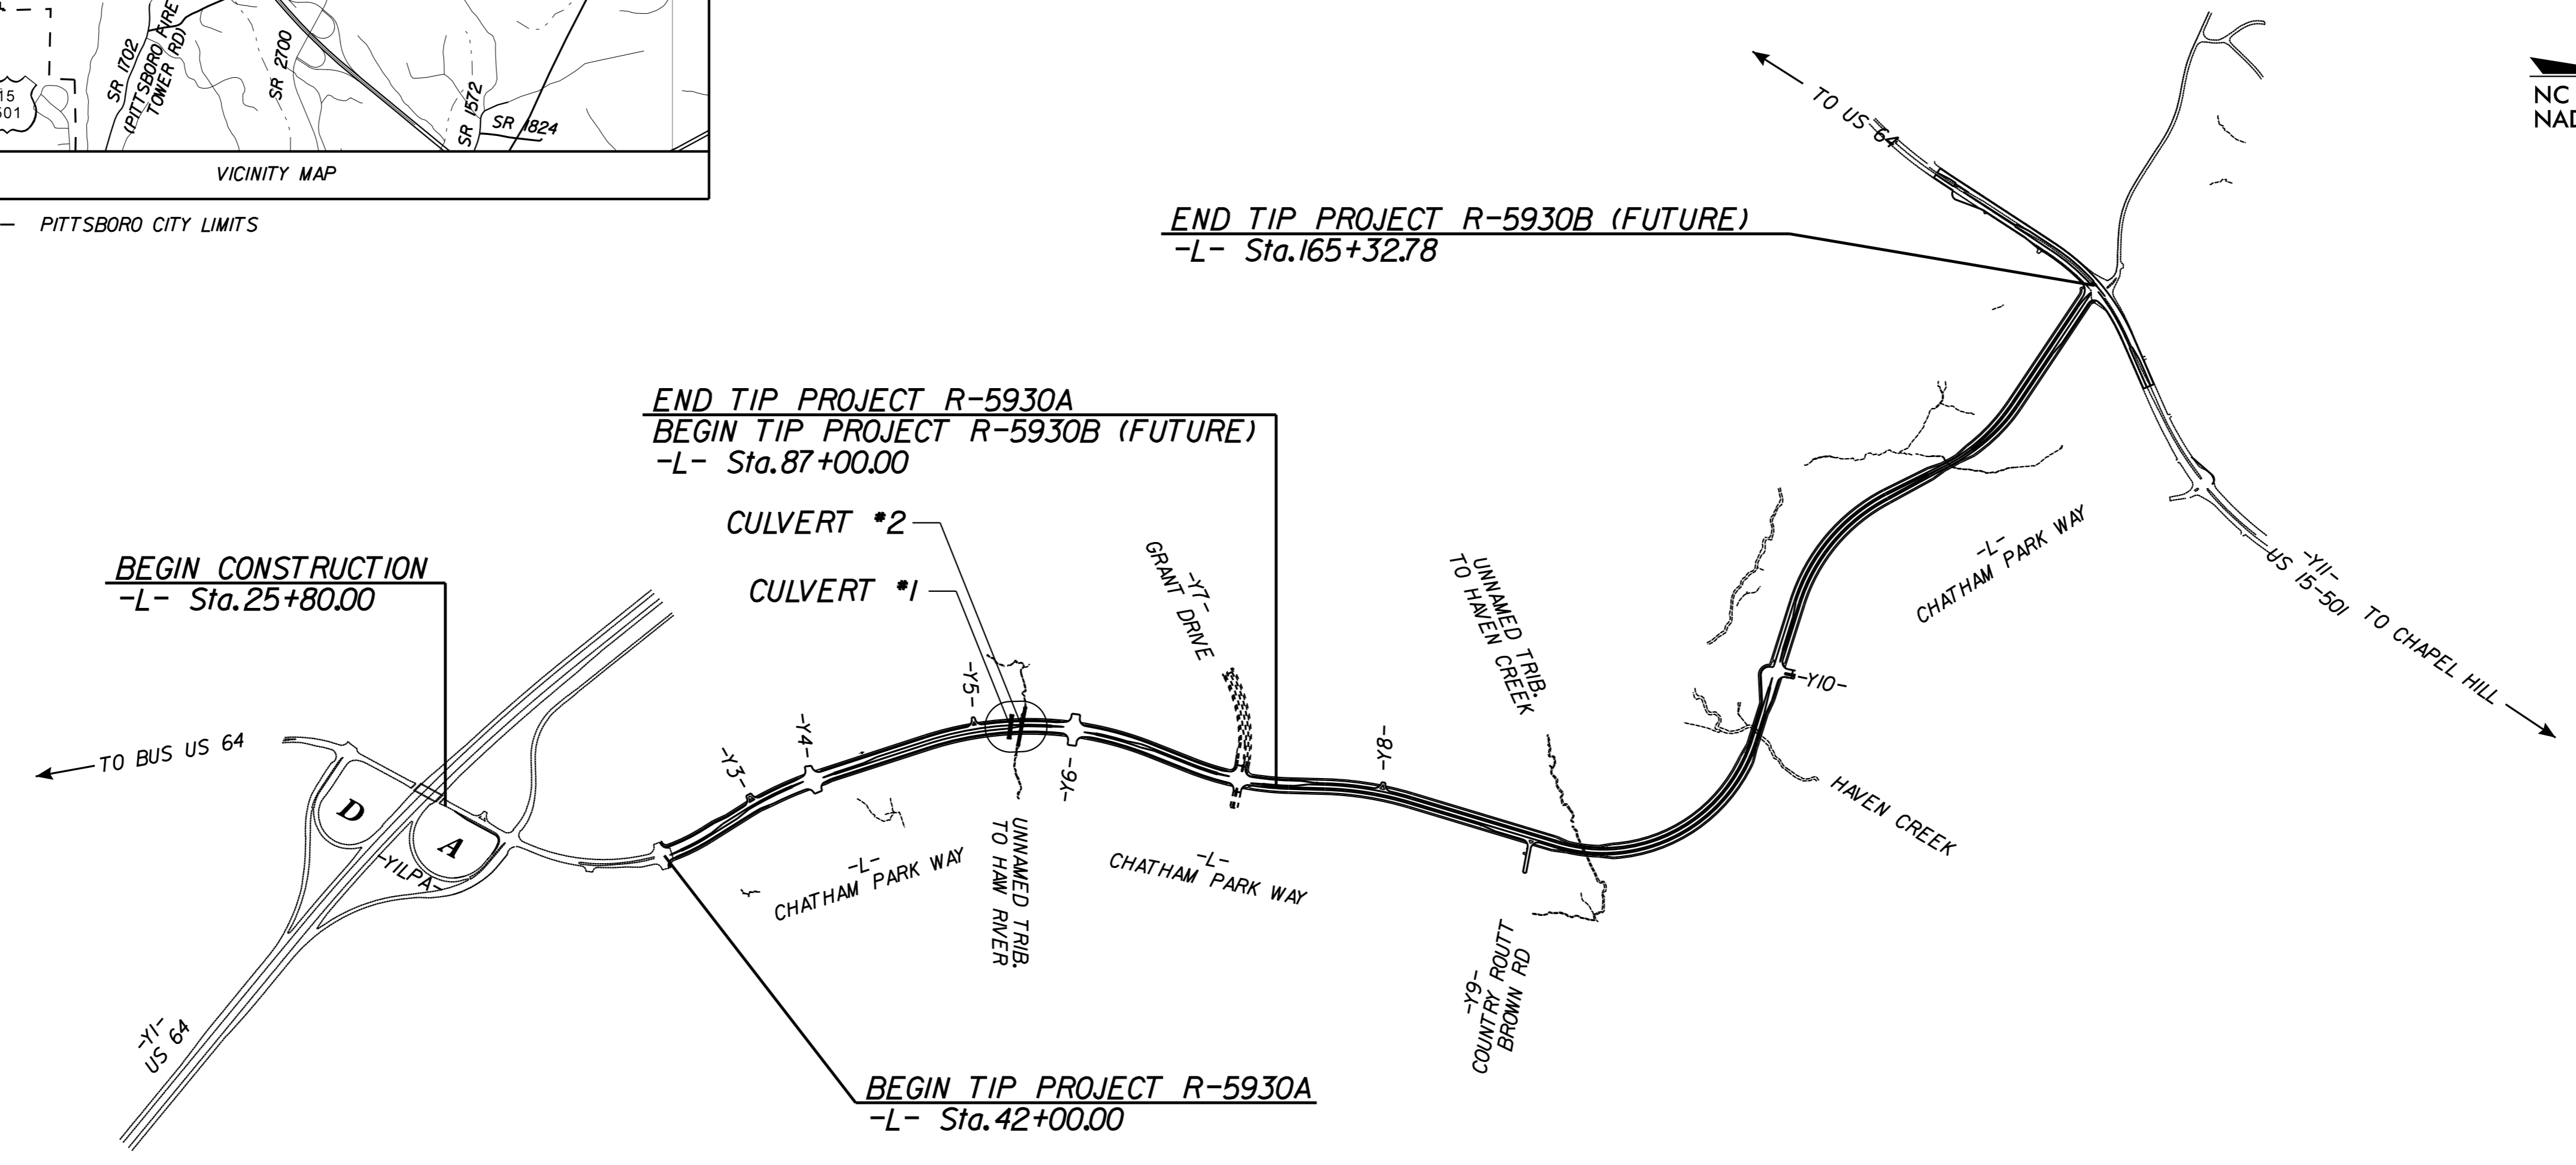 SR 1702
(PITTSBORO FIRE
TOWER RD)
SR 2700
SR 1572
SR 1824
15
501
VICINITY MAP
PITTSBORO CITY LIMITS
NC
NAD
TO US 64
END TIP PROJECT R-5930B (FUTURE)
-L- Sta. 165+32.78
END TIP PROJECT R-5930A
BEGIN TIP PROJECT R-5930B (FUTURE)
-L- Sta. 87+00.00
CULVERT #2
CULVERT #1
BEGIN CONSTRUCTION
-L- Sta. 25+80.00
TO BUS US 64
D
A
-Y1LPA-
-Y1-
US 64
-Y3-
-Y4-
-Y5-
-Y6-
-L-
CHATHAM PARK WAY
UNNAMED TRIB.
TO HAW RIVER
-Y7-
GRANT DRIVE
-L-
CHATHAM PARK WAY
-Y8-
UNNAMED TRIB.
TO HAVEN CREEK
-Y9-
COUNTRY ROUTT
BROWN RD
HAVEN CREEK
-Y10-
-L-
CHATHAM PARK WAY
-Y11-
US 15-501
TO CHAPEL HILL
BEGIN TIP PROJECT R-5930A
-L- Sta. 42+00.00